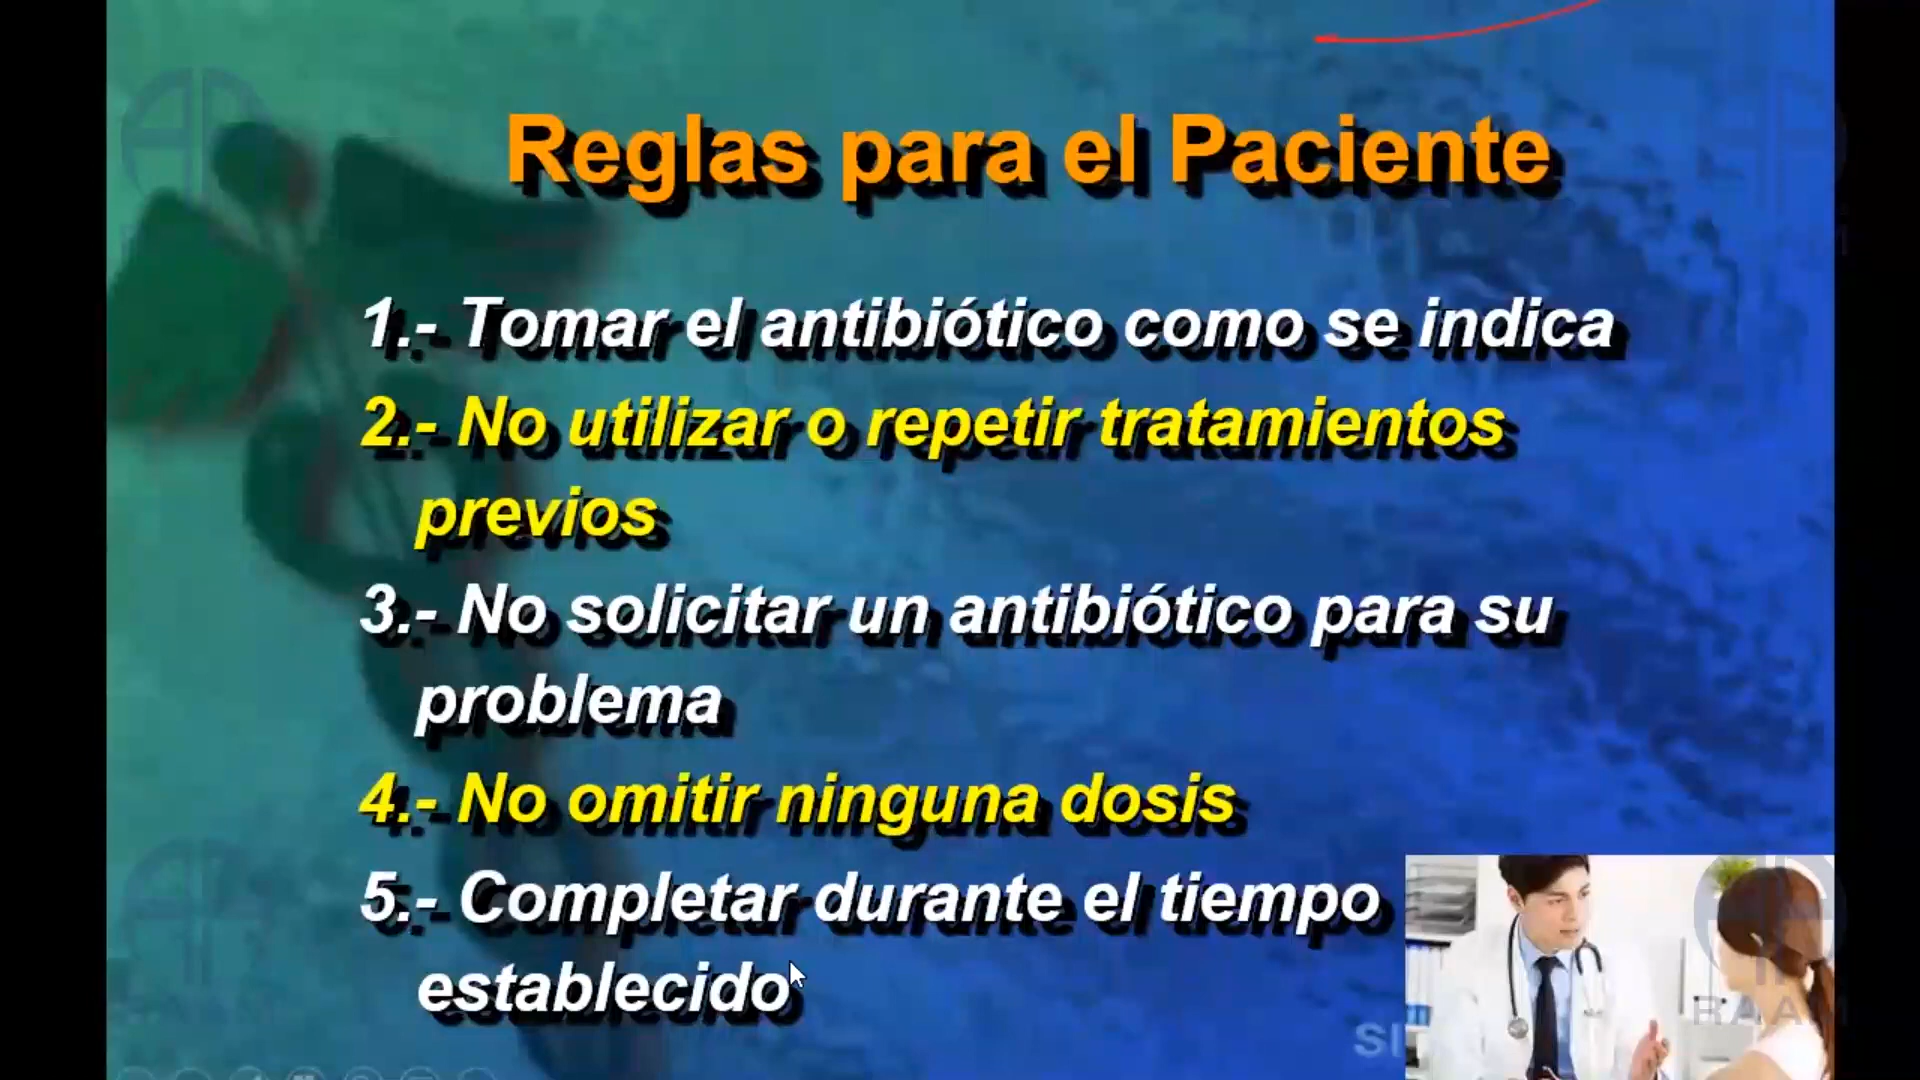 Reglas para el Paciente
1.- Tomar el antibiótico como se indica
2.- No utilizar o repetir tratamientos
previos
3.- No solicitar un antibiótico para su
problema
4.- No omitir ninguna dosis
5.- Completar durante el tiempo
establecido
RAAM